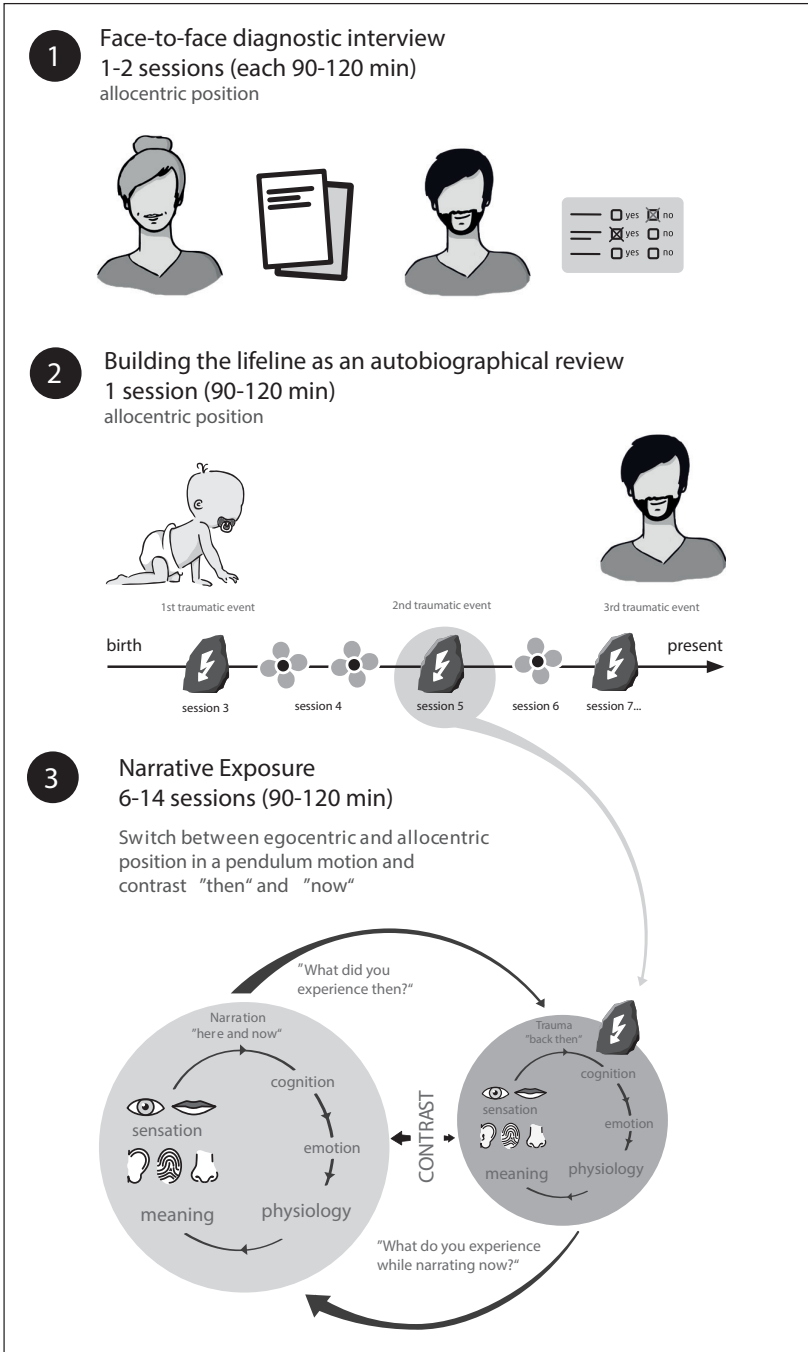 1
Face-to-face diagnostic interview
1-2 sessions (each 90-120 min)
allocentric position
yes no
yes no
yes no
2
Building the lifeline as an autobiographical review
1 session (90-120 min)
allocentric position
1st traumatic event
2nd traumatic event
3rd traumatic event
birth
present
session 3
session 4
session 5
session 6
session 7...
3
Narrative Exposure
6-14 sessions (90-120 min)
Switch between egocentric and allocentric
position in a pendulum motion and
contrast "then“ and "now“
"What did you
experience then?“
Narration
"here and now“
cognition
sensation
emotion
meaning
physiology
CONTRAST
Trauma
"back then“
cognition
sensation
emotion
meaning
physiology
"What do you experience
while narrating now?“